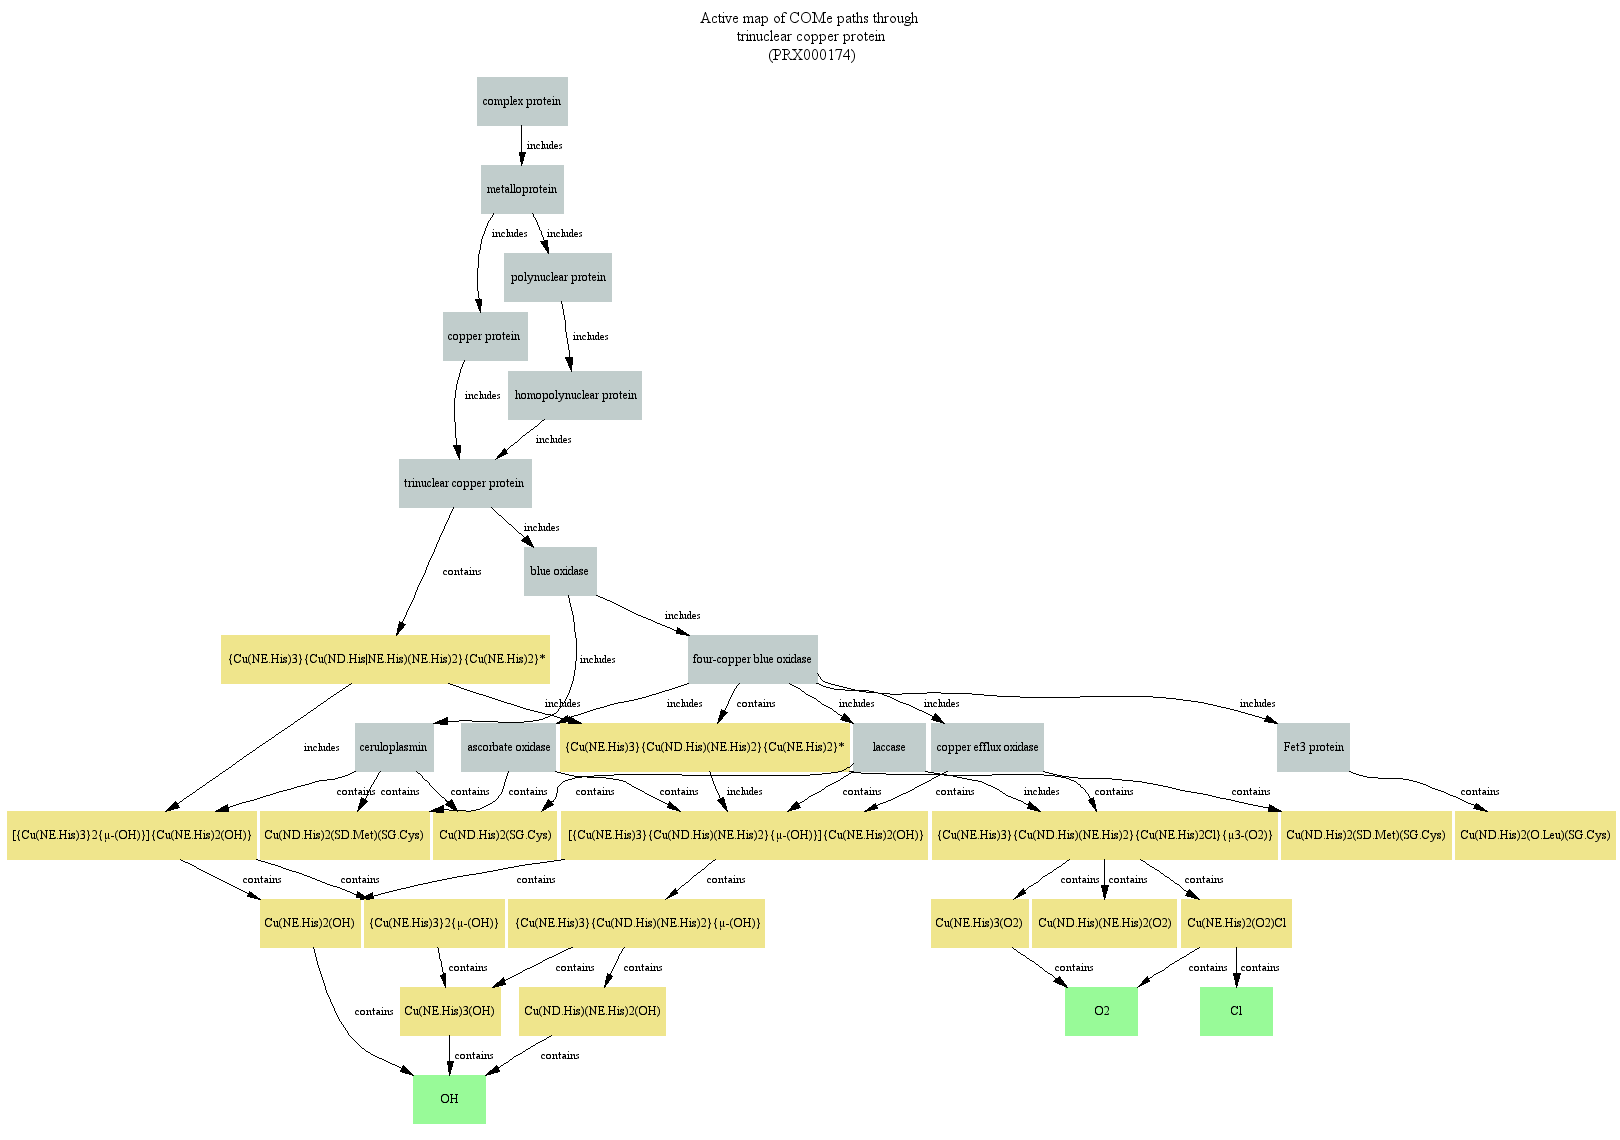 Active map of COMe paths through
trinuclear copper protein
(PRX000174)
complex protein
includes
metalloprotein
includes
includes
polynuclear protein
copper protein
includes
homopolynuclear protein
includes
includes
trinuclear copper protein
includes
blue oxidase
contains
includes
{Cu(NE.His)3}{Cu(ND.His|NE.His)(NE.His)2}{Cu(NE.His)2}*
includes
four-copper blue oxidase
includes
includes
contains
includes
includes
includes
includes
ceruloplasmin
ascorbate oxidase
{Cu(NE.His)3}{Cu(ND.His)(NE.His)2}{Cu(NE.His)2}*
laccase
copper efflux oxidase
Fet3 protein
contains
contains
contains
contains
contains
contains
includes
contains
contains
includes
contains
contains
contains
[{Cu(NE.His)3}2{μ-(OH)}]{Cu(NE.His)2(OH)}
Cu(ND.His)2(SD.Met)(SG.Cys)
Cu(ND.His)2(SG.Cys)
[{Cu(NE.His)3}{Cu(ND.His)(NE.His)2}{μ-(OH)}]{Cu(NE.His)2(OH)}
{Cu(NE.His)3}{Cu(ND.His)(NE.His)2}{Cu(NE.His)2Cl}{μ3-(O2)}
Cu(ND.His)2(SD.Met)(SG.Cys)
Cu(ND.His)2(O.Leu)(SG.Cys)
contains
contains
contains
contains
contains
contains
contains
Cu(NE.His)2(OH)
{Cu(NE.His)3}2{μ-(OH)}
{Cu(NE.His)3}{Cu(ND.His)(NE.His)2}{μ-(OH)}
Cu(NE.His)3(O2)
Cu(ND.His)(NE.His)2(O2)
Cu(NE.His)2(O2)Cl
contains
contains
contains
contains
contains
contains
contains
Cu(NE.His)3(OH)
Cu(ND.His)(NE.His)2(OH)
O2
Cl
contains
contains
OH